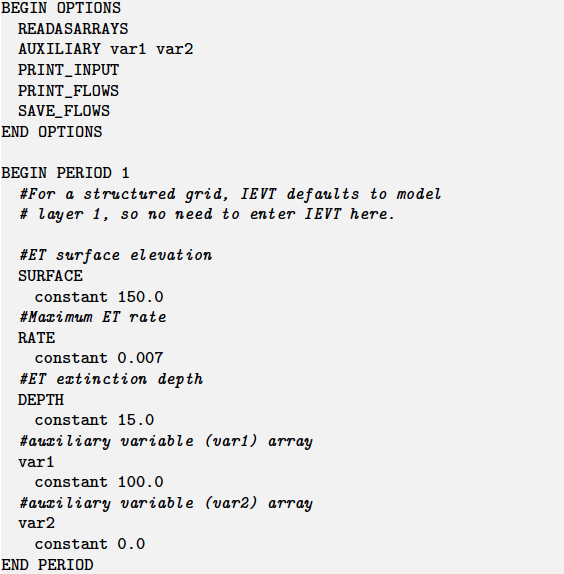 BEGIN OPTIONS
READASARRAYS
AUXILIARY var1 var2
PRINT_INPUT
PRINT_FLOWS
SAVE_FLOWS
END OPTIONS
BEGIN PERIOD 1
#For a structured grid, IEVT defaults to model
# layer 1, so no need to enter IEVT here.
#ET surface elevation
SURFACE
constant 150.0
#Maximum ET rate
RATE
constant 0.007
#ET extinction depth
DEPTH
constant 15.0
#auxiliary variable (var1) array
var1
constant 100.0
#auxiliary variable (var2) array
var2
constant 0.0
END PERIOD